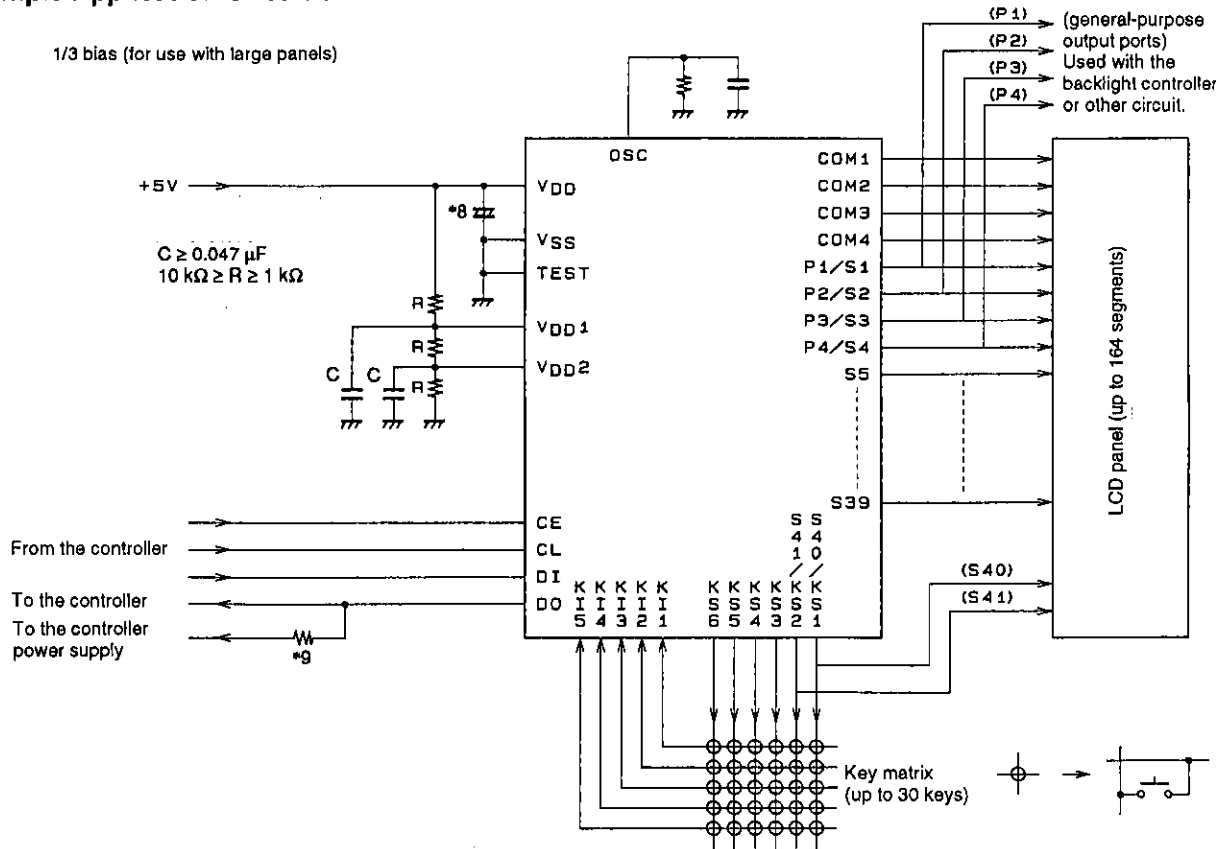 1/3 bias (for use with large panels)
(P1)
(P2)
(P3)
(P4)
(general-purpose
output ports)
Used with the
backlight controller
or other circuit.
OSC
+5V
VDD
*8
VSS
TEST
C ≥ 0.047 µF
10 kΩ ≥ R ≥ 1 kΩ
R
VDD1
R
VDD2
C
C
R
COM1
COM2
COM3
COM4
P1/S1
P2/S2
P3/S3
P4/S4
S5
S39
LCD panel (up to 164 segments)
CE
From the controller
CL
DI
To the controller
DO
To the controller
power supply
*9
KI5
KI4
KI3
KI2
KI1
KS6
KS5
KS4
KS3
S41/KS2
S40/KS1
(S40)
(S41)
Key matrix
(up to 30 keys)